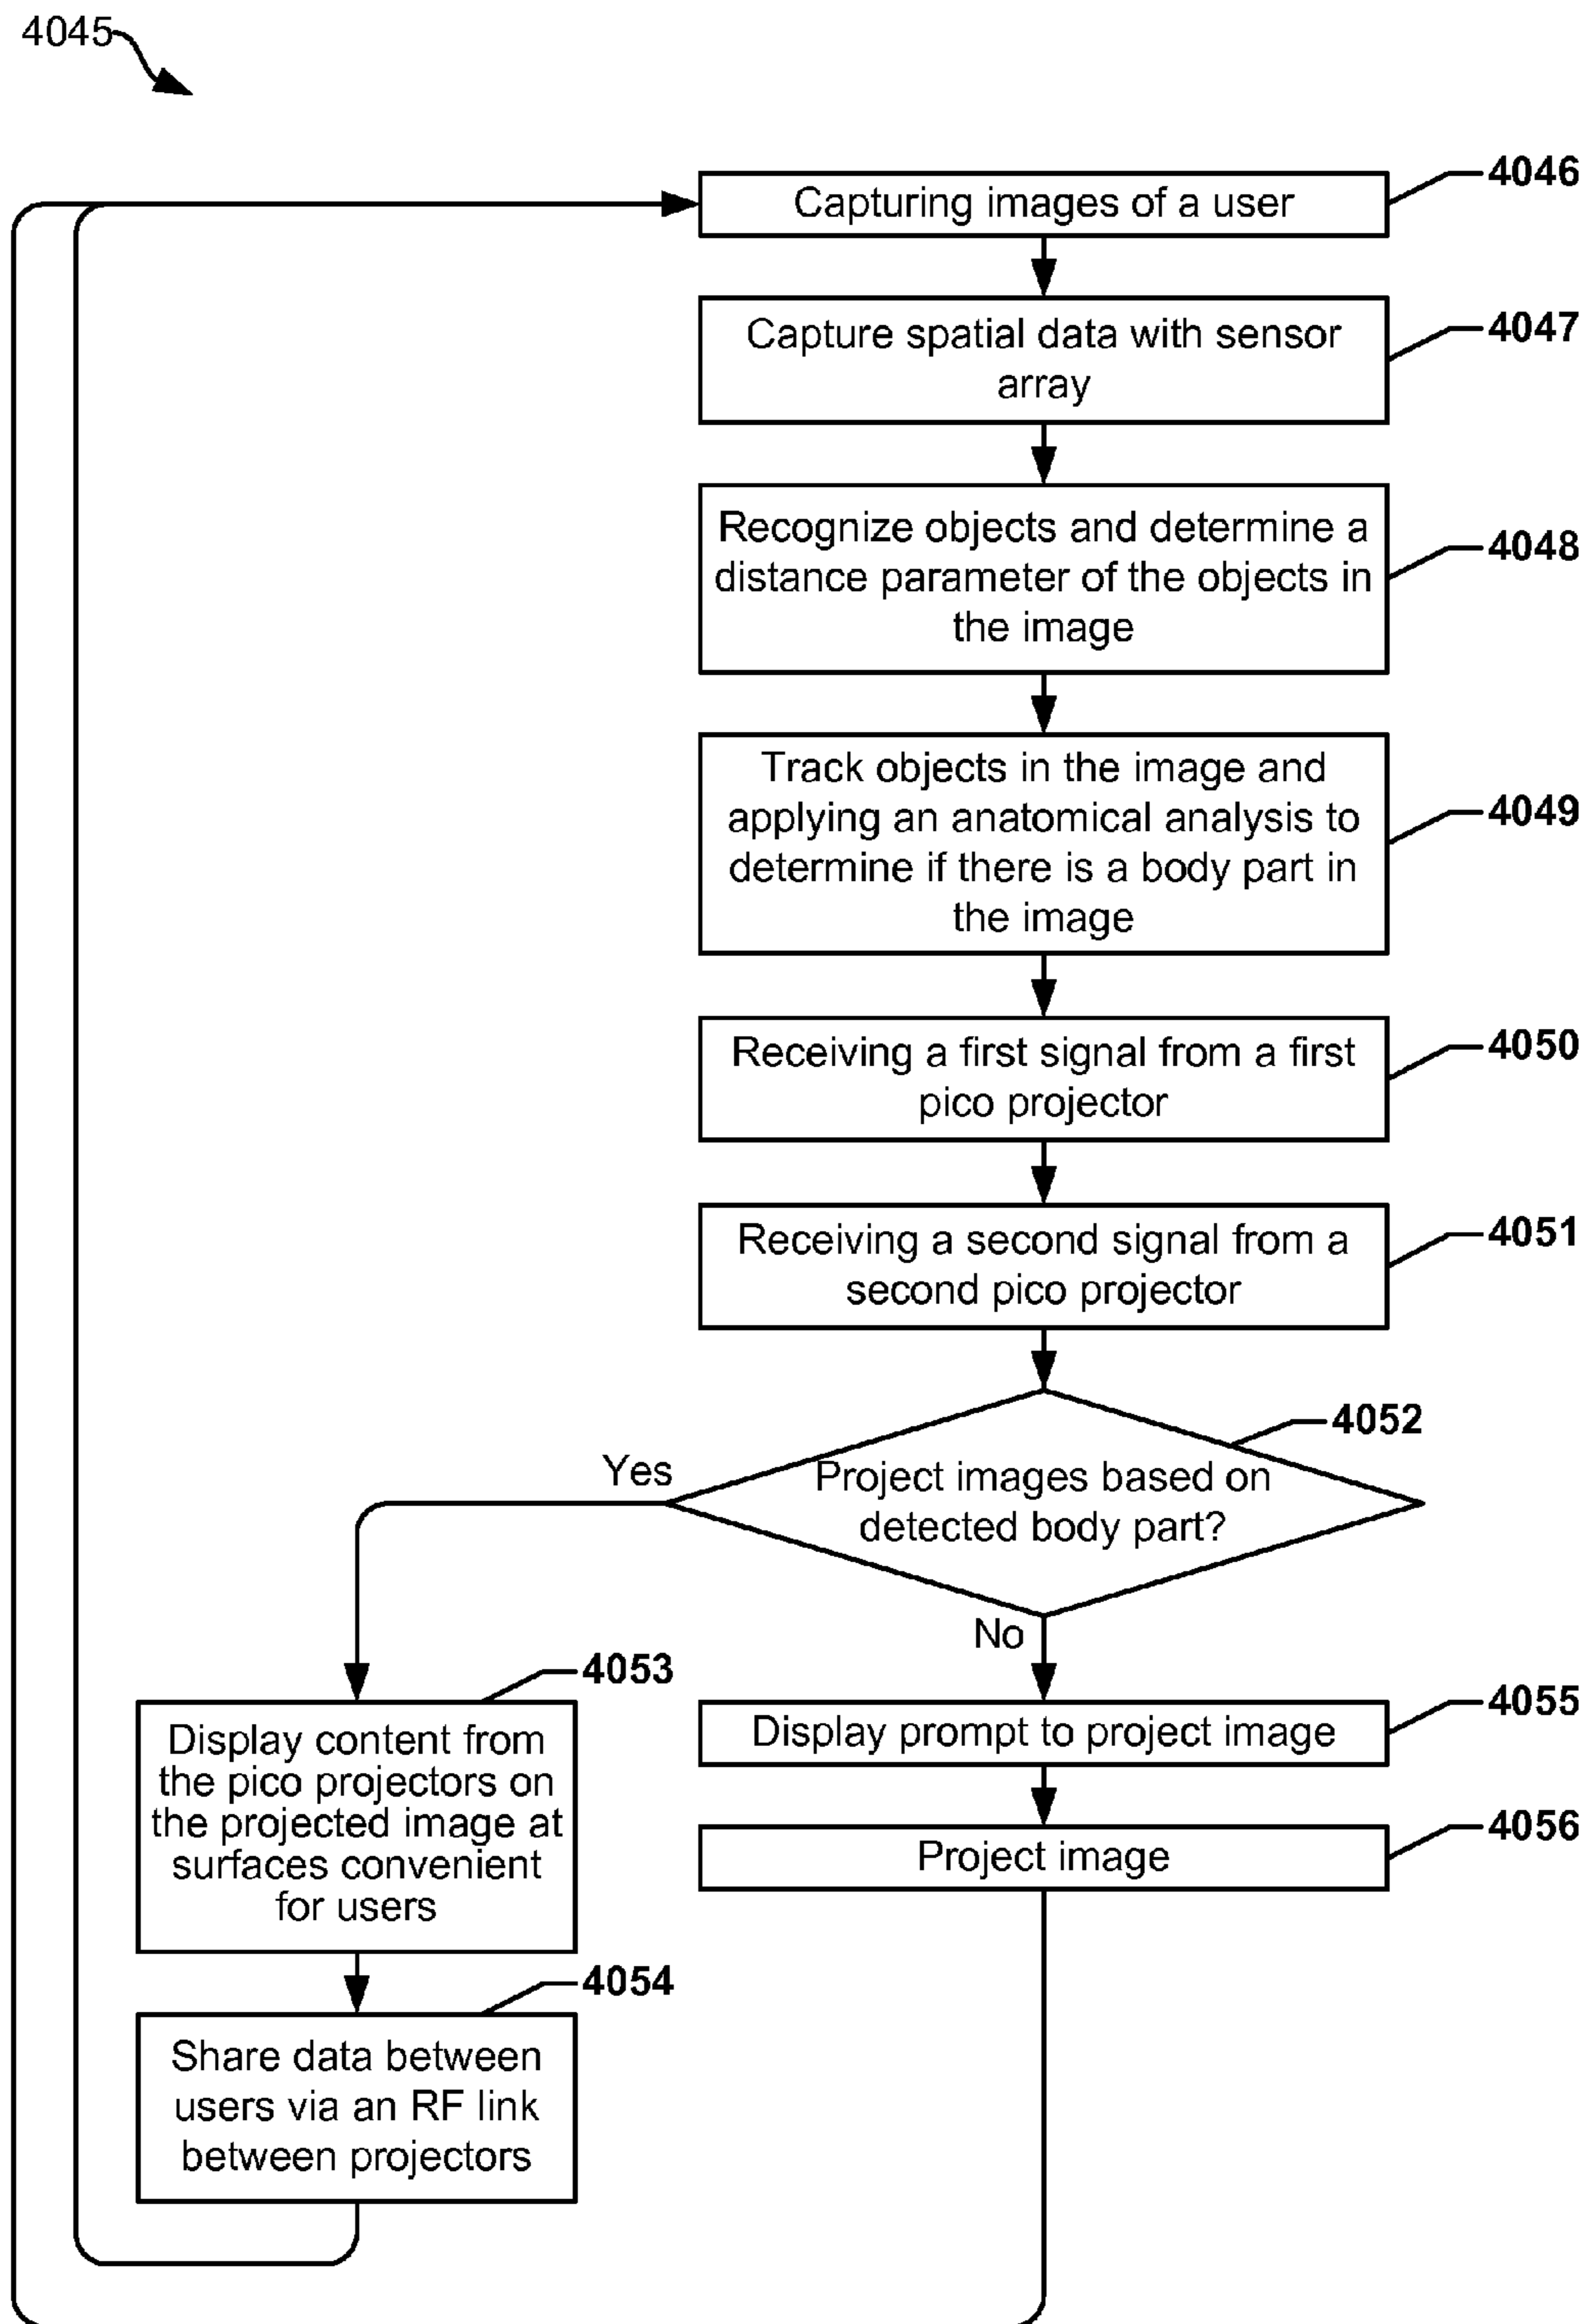 4045
Capturing images of a user
4046
Capture spatial data with sensor
array
4047
Recognize objects and determine a
distance parameter of the objects in
the image
4048
Track objects in the image and
applying an anatomical analysis to
determine if there is a body part in
the image
4049
Receiving a first signal from a first
pico projector
4050
Receiving a second signal from a
second pico projector
4051
Project images based on
detected body part?
4052
Yes
No
4053
Display content from
the pico projectors on
the projected image at
surfaces convenient
for users
4054
Share data between
users via an RF link
between projectors
Display prompt to project image
4055
Project image
4056